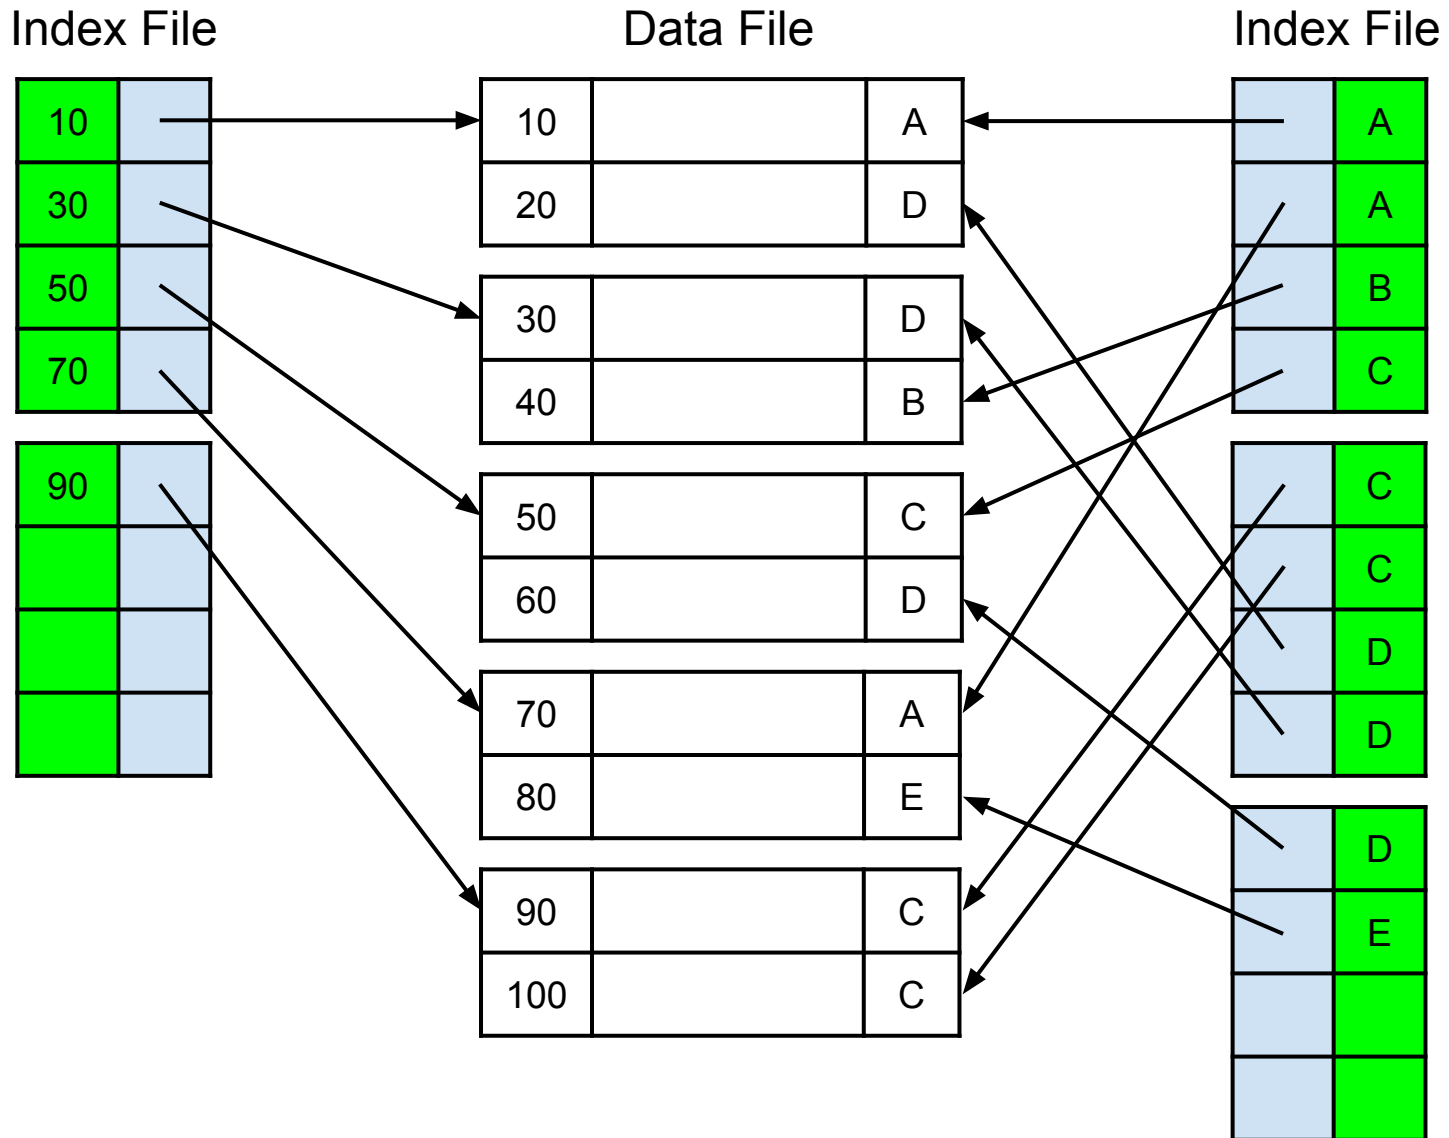 Index File Data File Index File
10 10 A A
30 20 D A
50 30 D B
70 40 B C
90 50 C C
60 D C
70 A D
80 E D
90 C D
100 C E